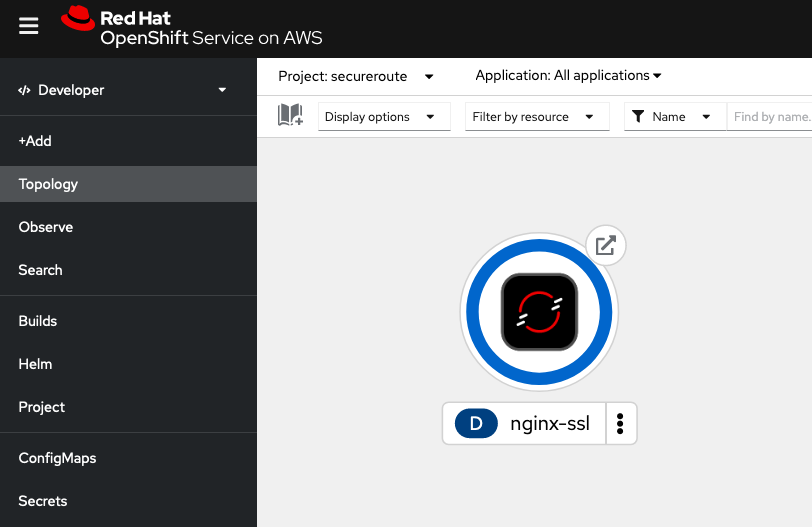 Red Hat
OpenShift Service on AWS
Developer
Project: secureroute
Application: All applications
+Add
Display options
Filter by resource
Name
Find by name.
Topology
Observe
Search
Builds
Helm
Project
D nginx-ssl
ConfigMaps
Secrets